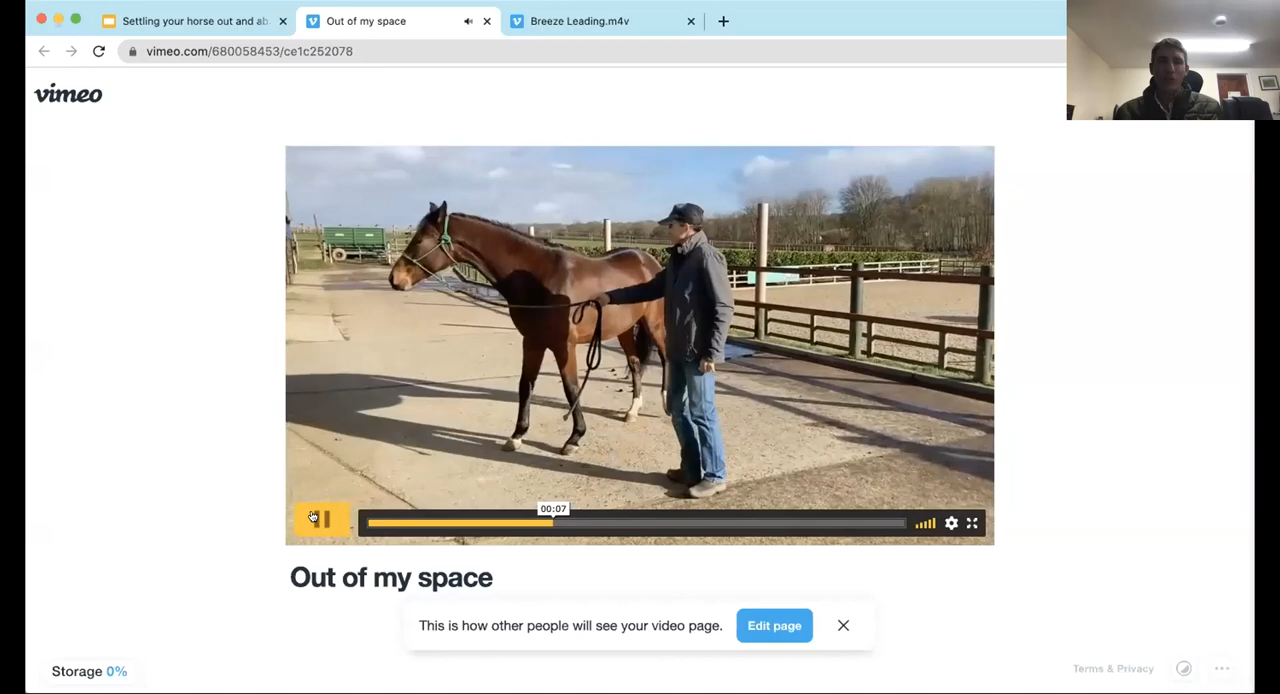 Settling your horse out and ab
Out of my space
Breeze Leading.m4v
vimeo.com/680058453/ce1c252078
vimeo
00:07
Out of my space
This is how other people will see your video page.
Edit page
Storage 0%
Terms & Privacy